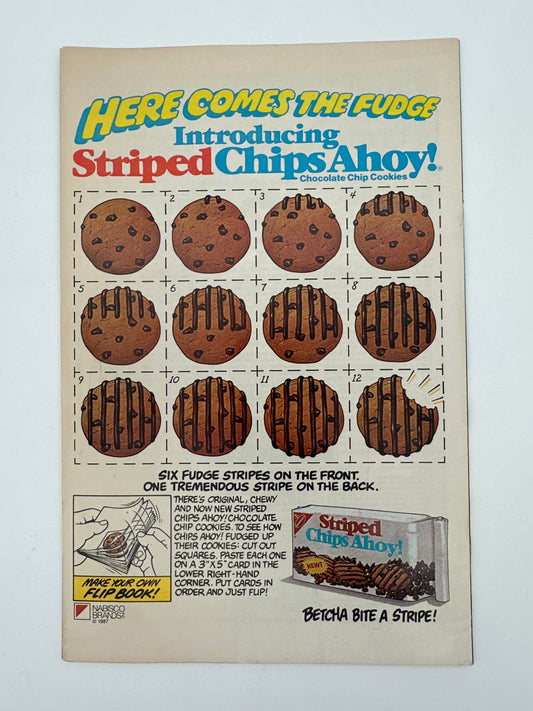 HERE COMES THE FUDGE
Introducing
Striped Chips Ahoy!®
Chocolate Chip Cookies
1 2 3 4
5 6 7 8
9 10 11 12
SIX FUDGE STRIPES ON THE FRONT.
ONE TREMENDOUS STRIPE ON THE BACK.
THERE'S ORIGINAL, CHEWY
AND NOW NEW STRIPED
CHIPS AHOY! CHOCOLATE
CHIP COOKIES. TO SEE HOW
CHIPS AHOY! FUDGED UP
THEIR COOKIES: CUT OUT
SQUARES. PASTE EACH ONE
ON A 3"X5" CARD IN THE
LOWER RIGHT-HAND
CORNER. PUT CARDS IN
ORDER AND JUST FLIP!
MAKE YOUR OWN
FLIP BOOK!
NABISCO
BRANDS
© 1987
Striped
Chips Ahoy!
NEW!
BETCHA BITE A STRIPE!